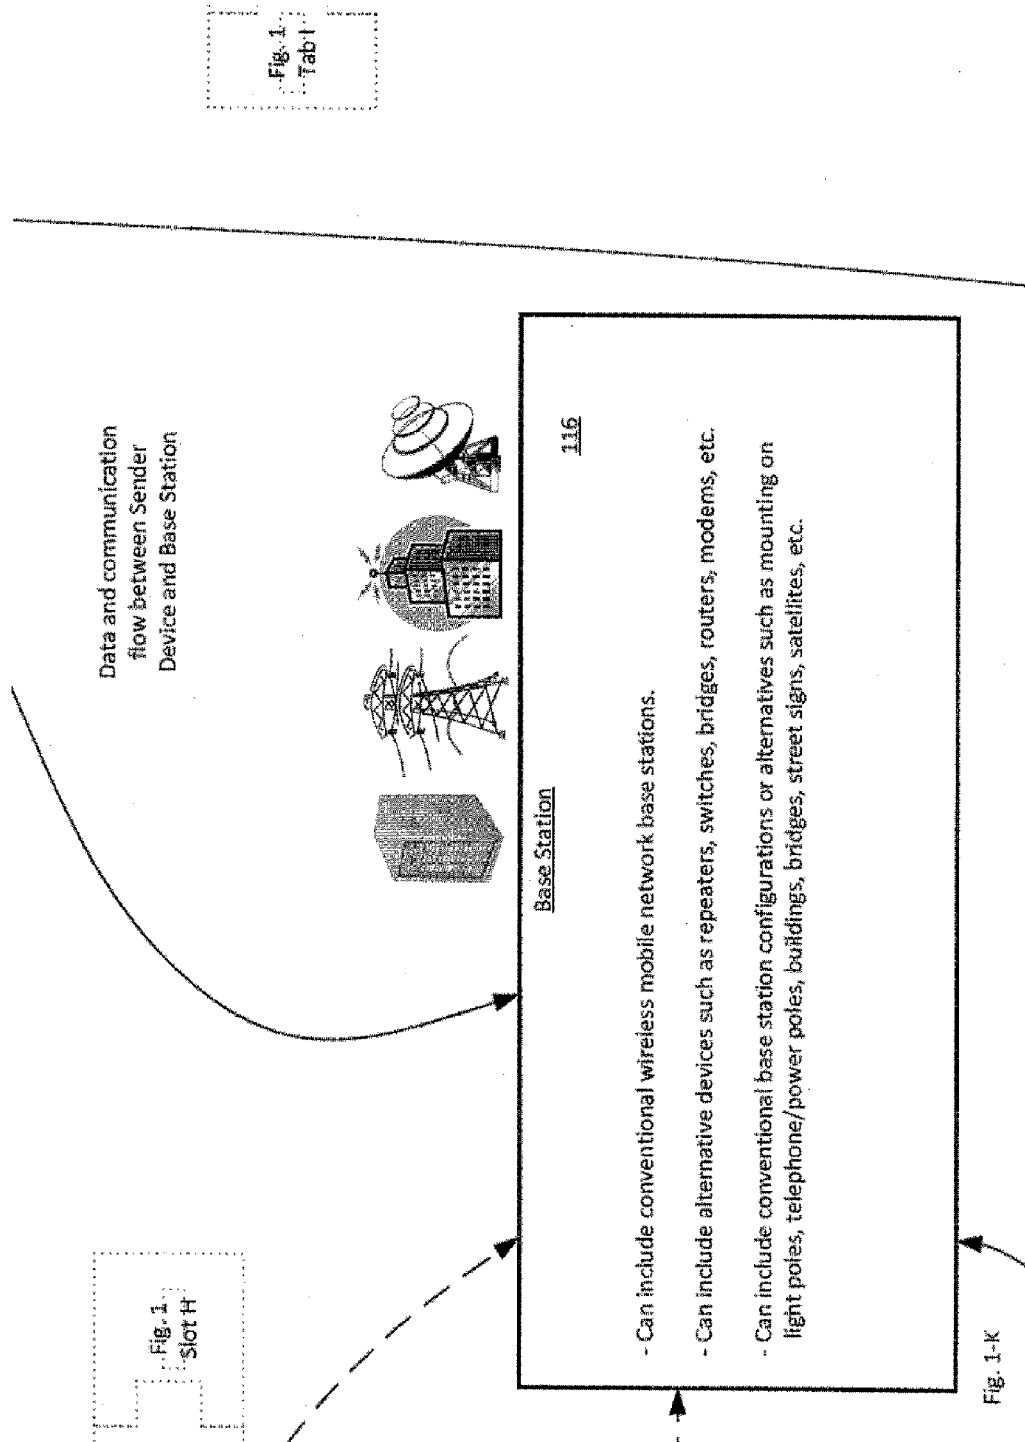 Fig. 1
Tab I
Data and communication
flow between Sender
Device and Base Station
Fig. 1
Slot H
Base Station
116
- Can include conventional wireless mobile network base stations.
- Can include alternative devices such as repeaters, switches, bridges, routers, modems, etc.
- Can include conventional base station configurations or alternatives such as mounting on
light poles, telephone/power poles, buildings, bridges, street signs, satellites, etc.
Fig. 1-K